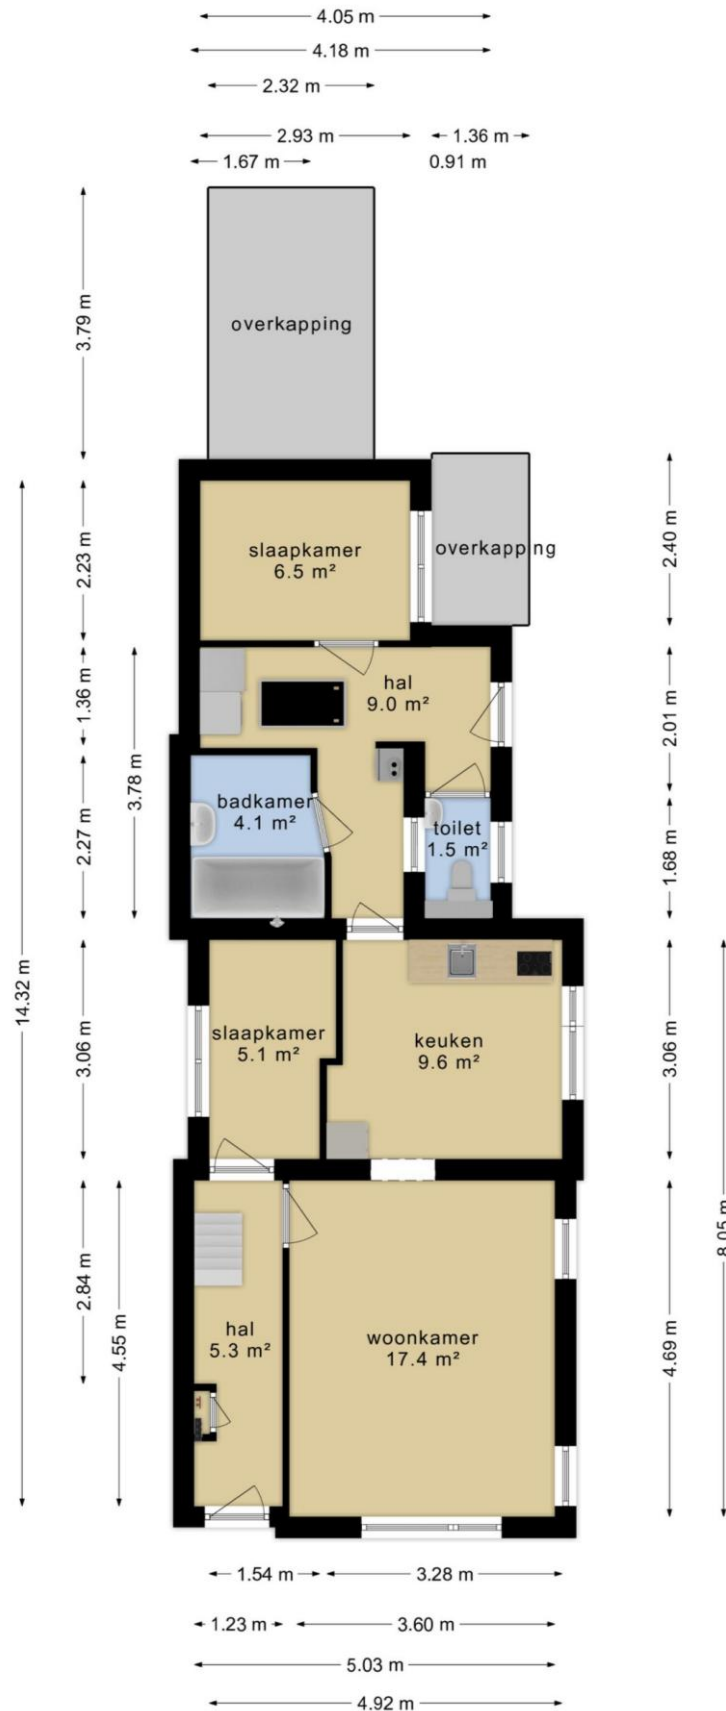 4.05 m
4.18 m
2.32 m
2.93 m
1.36 m
1.67 m
0.91 m
3.79 m
overkapping
14.32 m
2.23 m
slaapkamer
6.5 m²
overkapping
2.40 m
1.36 m
3.78 m
hal
9.0 m²
2.01 m
2.27 m
badkamer
4.1 m²
toilet
1.5 m²
1.68 m
3.06 m
slaapkamer
5.1 m²
keuken
9.6 m²
3.06 m
8.05 m
2.84 m
4.55 m
hal
5.3 m²
woonkamer
17.4 m²
4.69 m
1.54 m
3.28 m
1.23 m
3.60 m
5.03 m
4.92 m